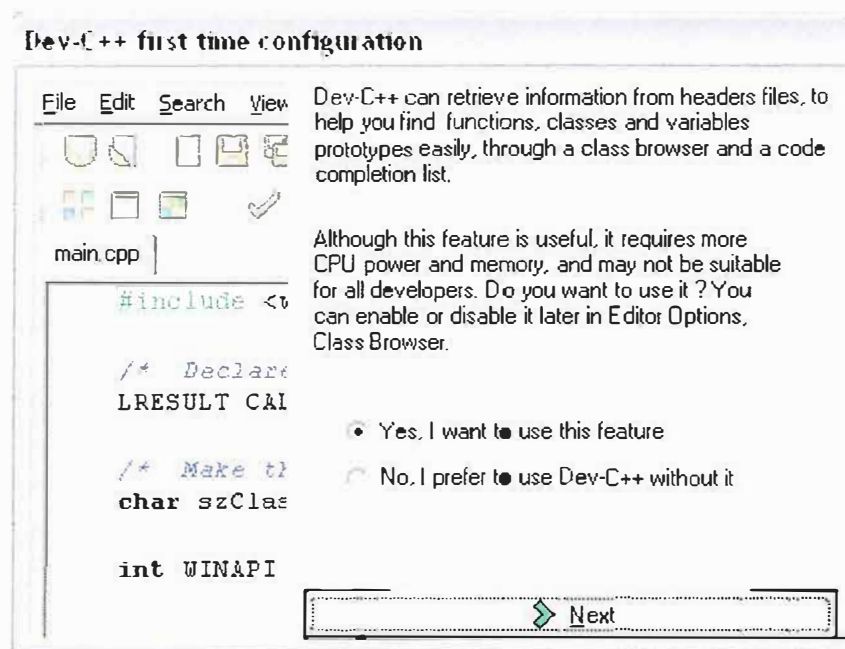 Dev-C++ first time configuration
File Edit Search View
main.cpp
#include <w
/* Declare
LRESULT CAL
/* Make th
char szClas
int WINAPI
Dev-C++ can retrieve information from headers files, to
help you find functions, classes and variables
prototypes easily, through a class browser and a code
completion list.
Although this feature is useful, it requires more
CPU power and memory, and may not be suitable
for all developers. Do you want to use it ? You
can enable or disable it later in Editor Options,
Class Browser.
Yes, I want to use this feature
No, I prefer to use Dev-C++ without it
Next